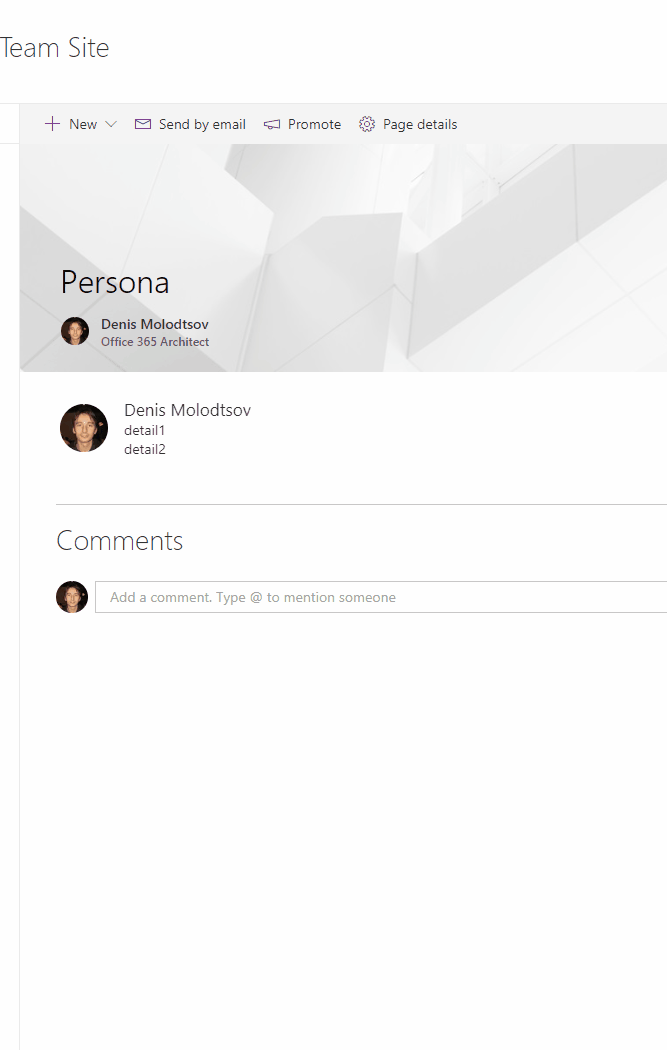 Team Site
New Send by email Promote Page details
Persona
Denis Molodtsov
Office 365 Architect
Denis Molodtsov
detail1
detail2
Comments
Add a comment. Type @ to mention someone